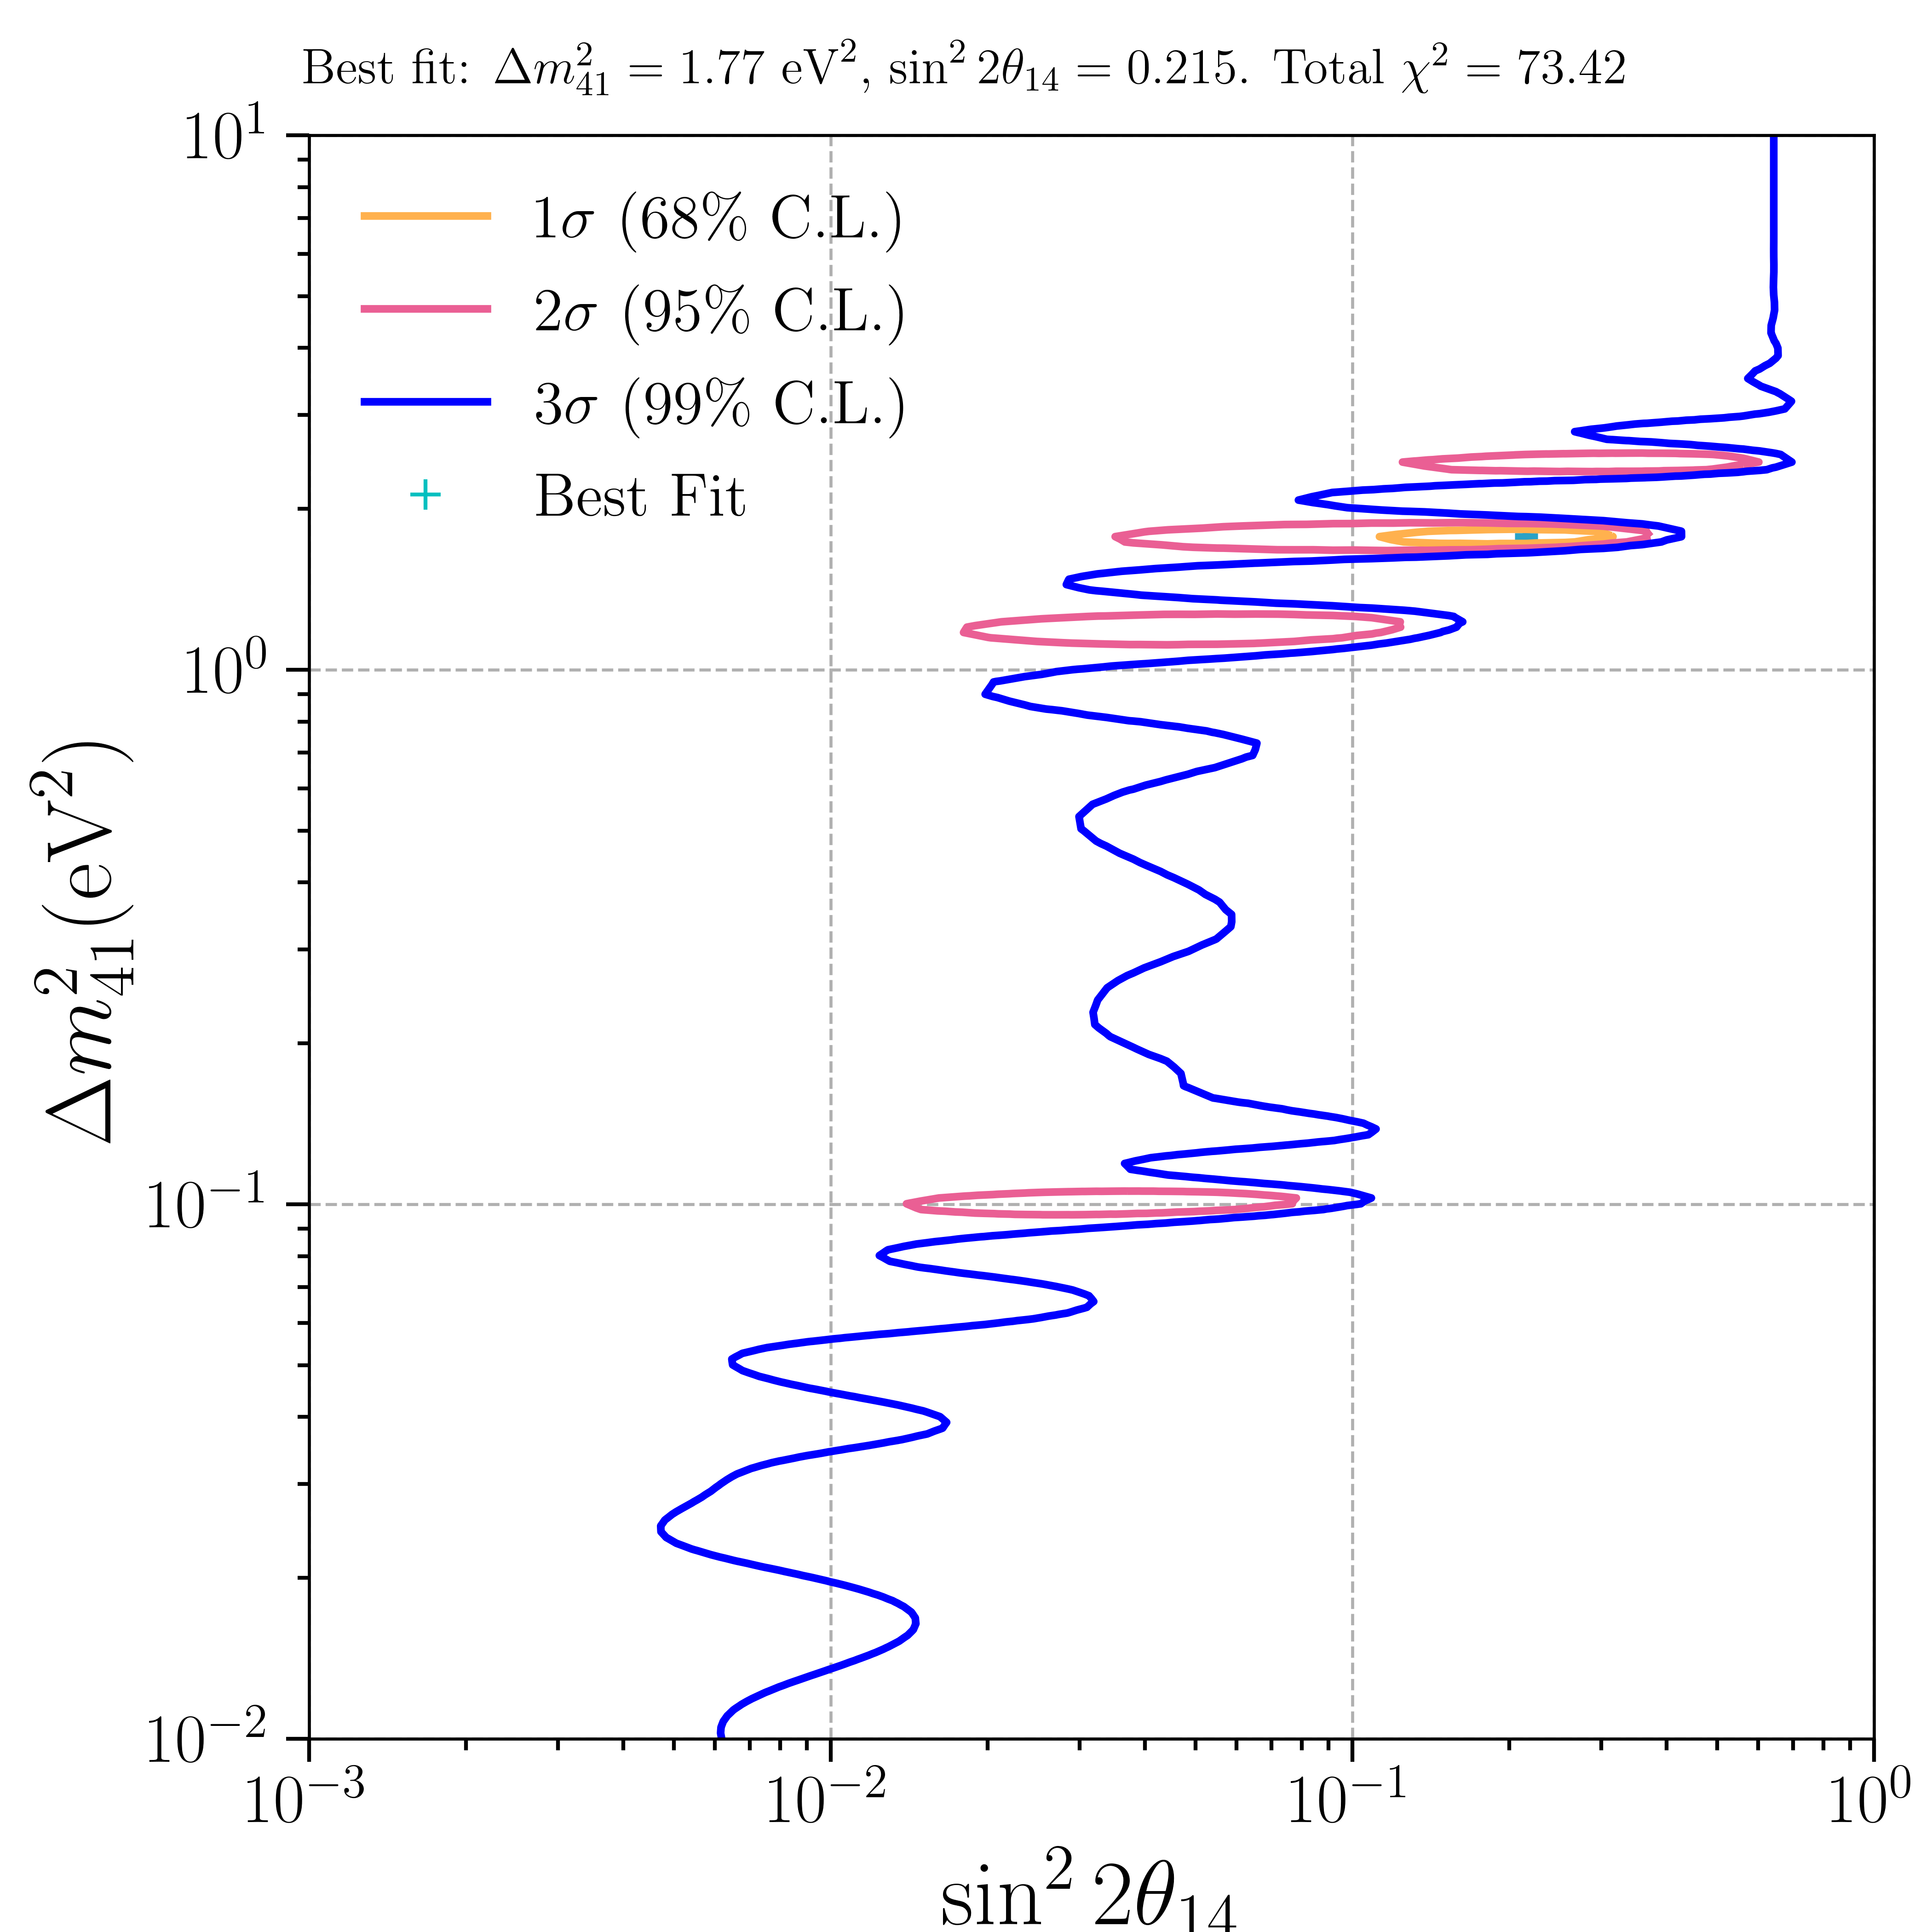 Best fit: Δm²₄₁ = 1.77 eV², sin² 2θ₁₄ = 0.215. Total χ² = 73.42
10¹
1σ (68% C.L.)
2σ (95% C.L.)
3σ (99% C.L.)
Best Fit
10⁰
Δm²₄₁(eV²)
10⁻¹
10⁻²
10⁻³ 10⁻² 10⁻¹ 10⁰
sin² 2θ₁₄